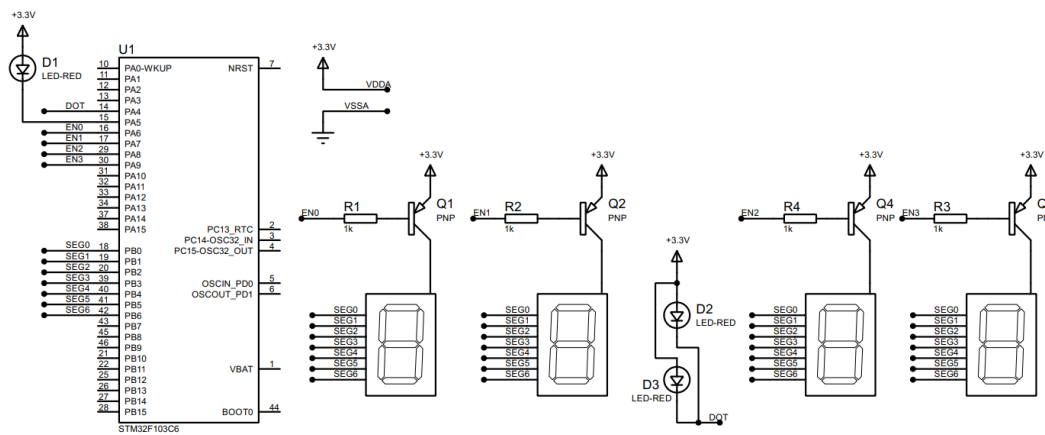 +3.3V
D1
LED-RED
U1
10 PA0-WKUP
11 PA1
12 PA2
13 PA3
DOT 14 PA4
15 PA5
EN0 16 PA6
EN1 17 PA7
EN2 29 PA8
EN3 30 PA9
31 PA10
32 PA11
33 PA12
34 PA13
37 PA14
38 PA15
SEG0 18 PB0
SEG1 19 PB1
SEG2 20 PB2
SEG3 39 PB3
SEG4 40 PB4
SEG5 41 PB5
SEG6 42 PB6
43 PB7
45 PB8
46 PB9
21 PB10
22 PB11
25 PB12
26 PB13
27 PB14
28 PB15
NRST 7
PC13_RTC 2
PC14-OSC32_IN 3
PC15-OSC32_OUT 4
OSCIN_PD0 5
OSCOUT_PD1 6
VBAT 1
BOOT0 44
STM32F103C6
+3.3V
VDDA
VSSA
+3.3V
EN0
R1
1k
Q1
PNP
SEG0
SEG1
SEG2
SEG3
SEG4
SEG5
SEG6
+3.3V
EN1
R2
1k
Q2
PNP
SEG0
SEG1
SEG2
SEG3
SEG4
SEG5
SEG6
+3.3V
D2
LED-RED
D3
LED-RED
DOT
+3.3V
EN2
R4
1k
Q4
PNP
SEG0
SEG1
SEG2
SEG3
SEG4
SEG5
SEG6
+3.3V
EN3
R3
1k
SEG0
SEG1
SEG2
SEG3
SEG4
SEG5
SEG6